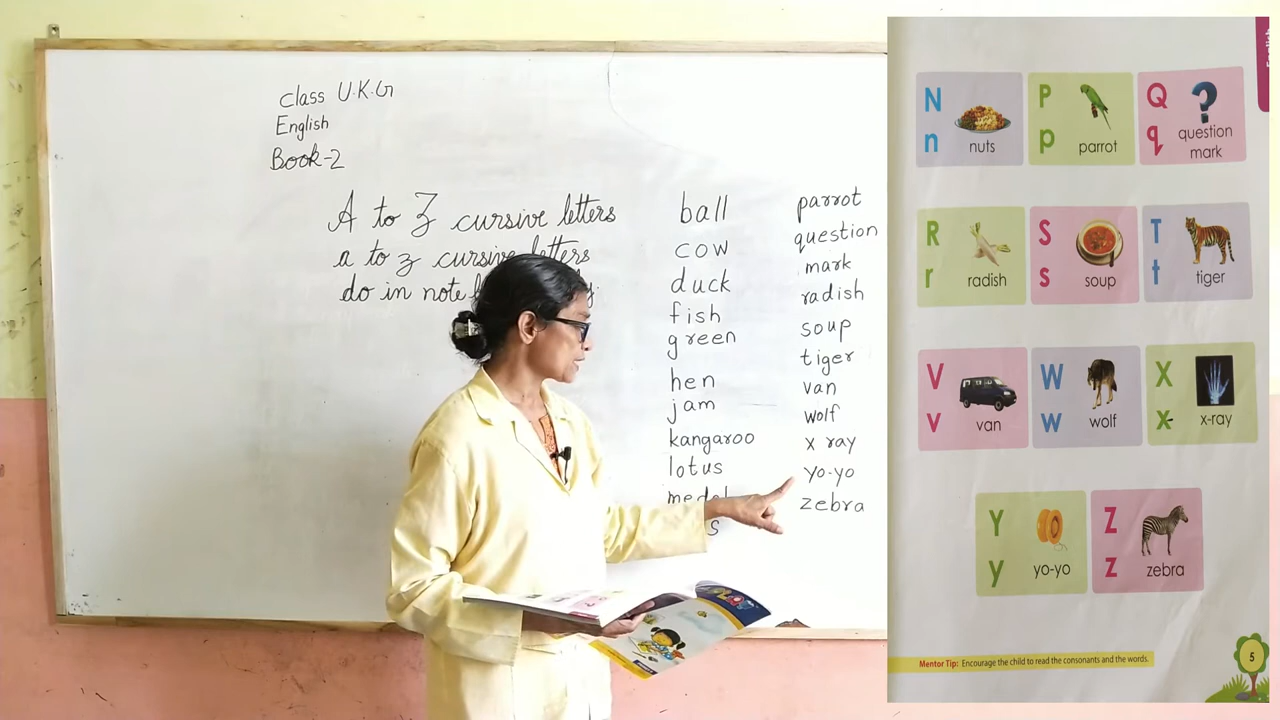 Class U.K.G
English
Book-2
A to Z cursive letters
a to z cursive letters
do in note
ball
cow
duck
fish
green
hen
jam
kangaroo
lotus
medal
s
parrot
question
mark
radish
soup
tiger
van
wolf
x ray
yo-yo
zebra
English
N
n
nuts
P
p
parrot
Q
q
question
mark
R
r
radish
S
s
soup
T
t
tiger
V
v
van
W
w
wolf
X
x
x-ray
Y
y
yo-yo
Z
z
zebra
Mentor Tip: Encourage the child to read the consonants and the words.
5